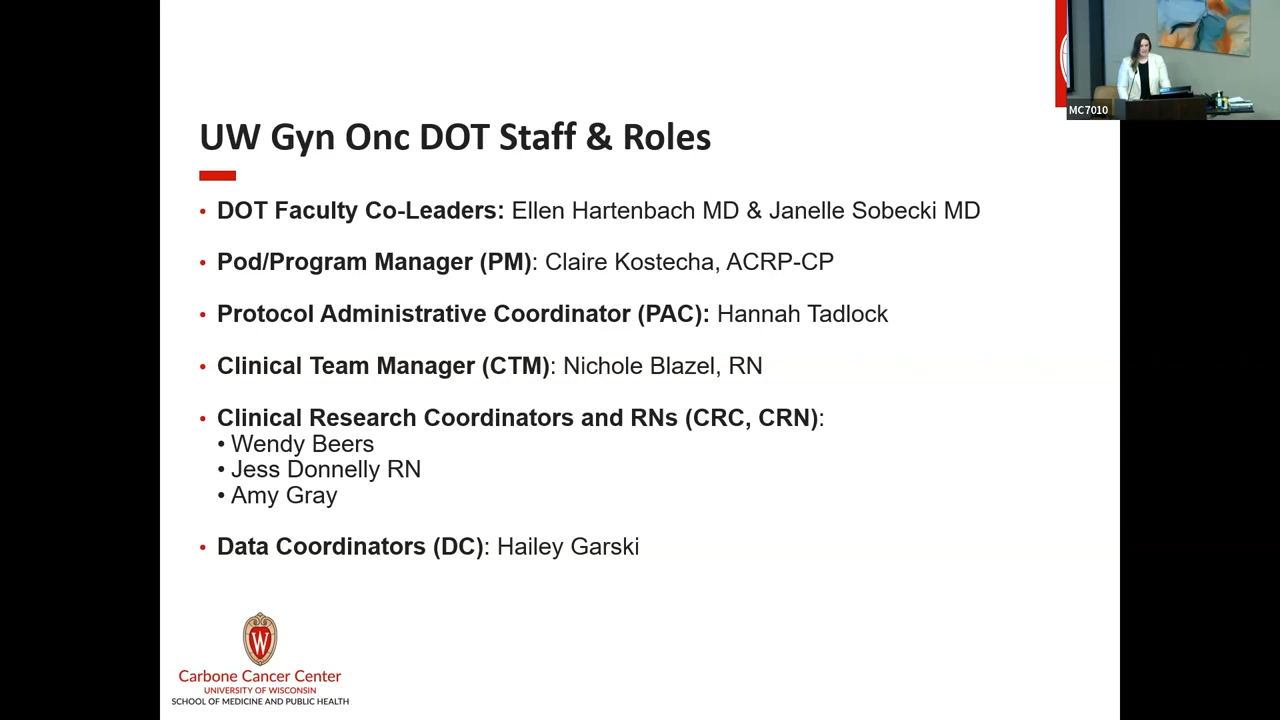 MC7010
UW Gyn Onc DOT Staff & Roles
• DOT Faculty Co-Leaders: Ellen Hartenbach MD & Janelle Sobecki MD
• Pod/Program Manager (PM): Claire Kostecha, ACRP-CP
• Protocol Administrative Coordinator (PAC): Hannah Tadlock
• Clinical Team Manager (CTM): Nichole Blazel, RN
• Clinical Research Coordinators and RNs (CRC, CRN):
• Wendy Beers
• Jess Donnelly RN
• Amy Gray
• Data Coordinators (DC): Hailey Garski
W
Carbone Cancer Center
UNIVERSITY OF WISCONSIN
SCHOOL OF MEDICINE AND PUBLIC HEALTH